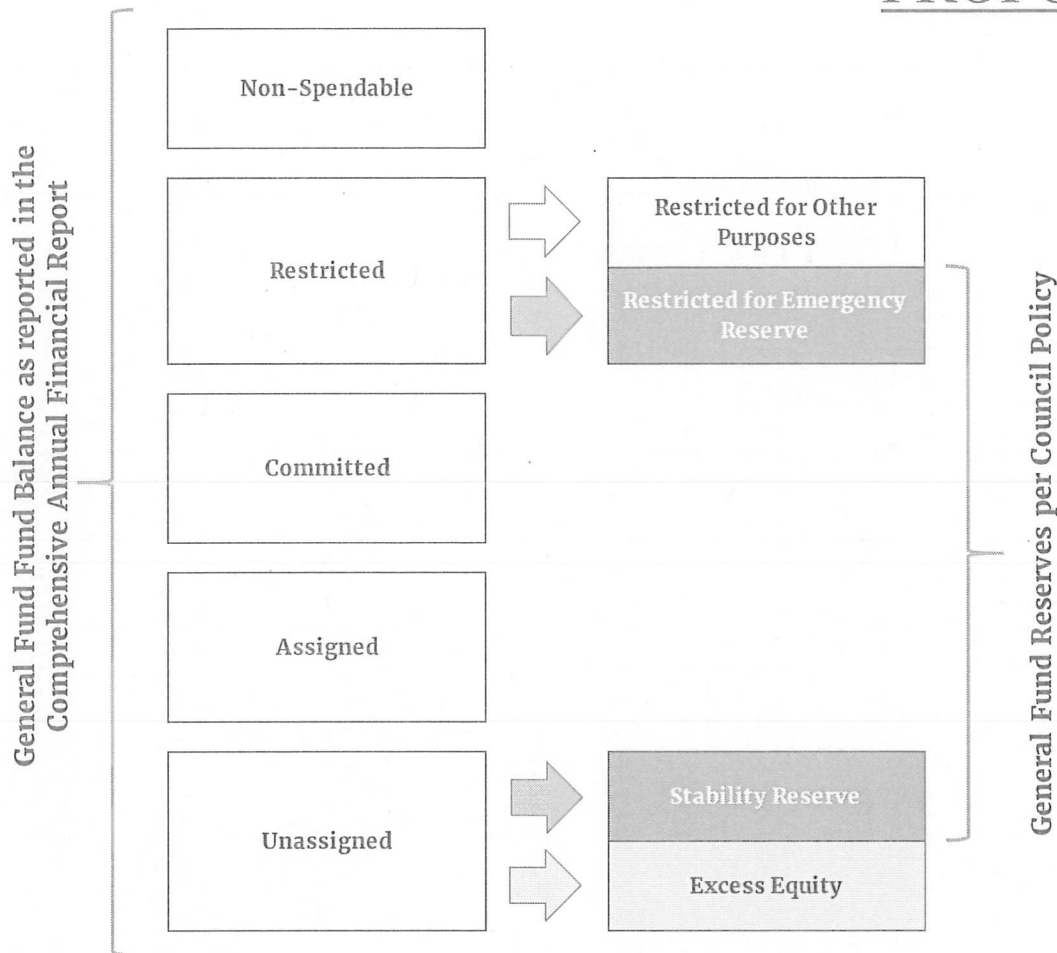 General Fund Fund Balance as reported in the
Comprehensive Annual Financial Report
Non-Spendable
Restricted
Restricted for Other
Purposes
Restricted for Emergency
Reserve
Committed
Assigned
Unassigned
Stability Reserve
Excess Equity
General Fund Reserves per Council Policy